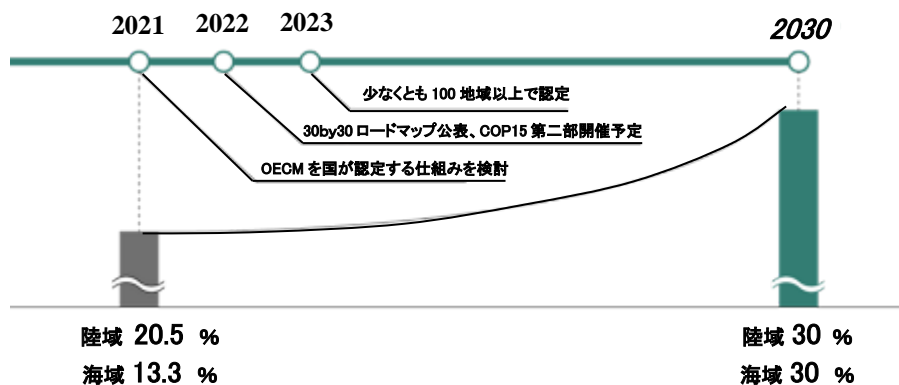 2021
2022
2023
2030
少なくとも 100 地域以上で認定
30by30 ロードマップ公表、COP15 第二部開催予定
OECM を国が認定する仕組みを検討
陸域 20.5 %
海域 13.3 %
陸域 30 %
海域 30 %